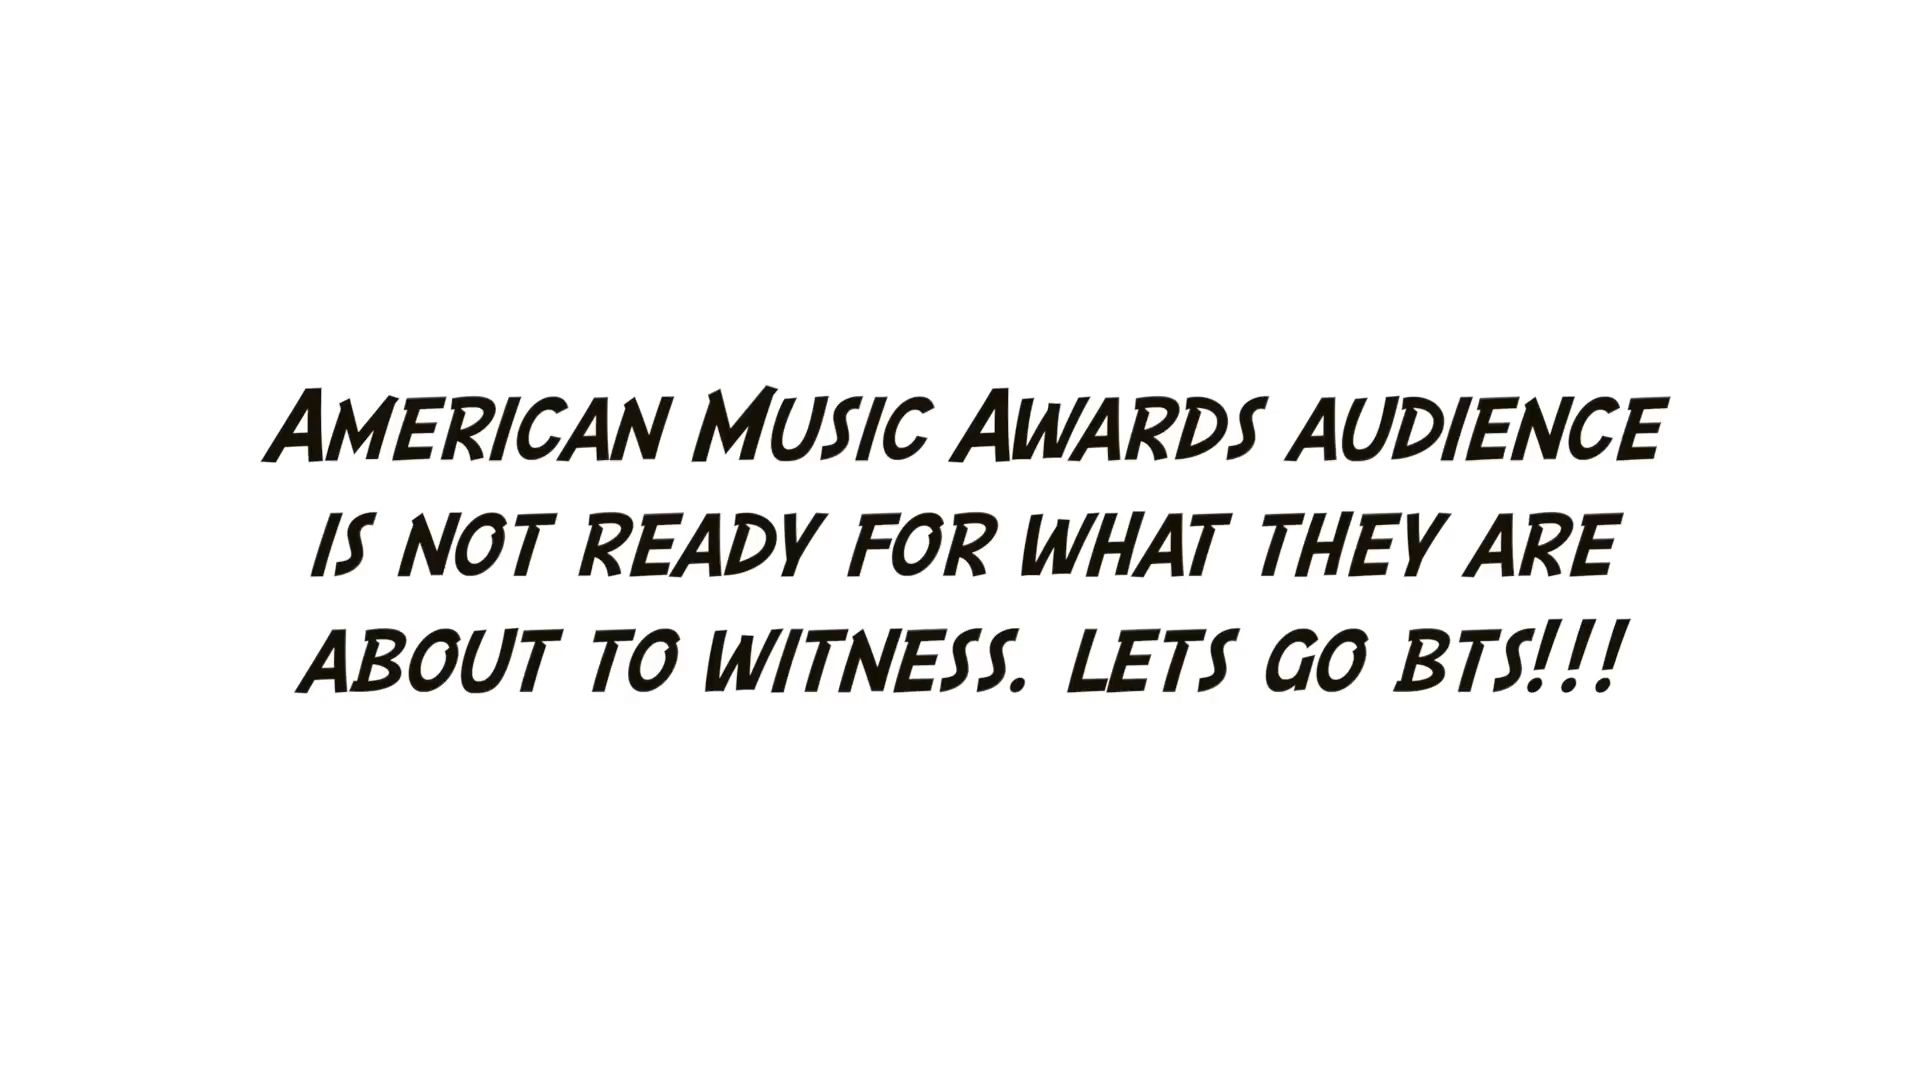 American Music Awards audience
is not ready for what they are
about to witness. lets go bts!!!